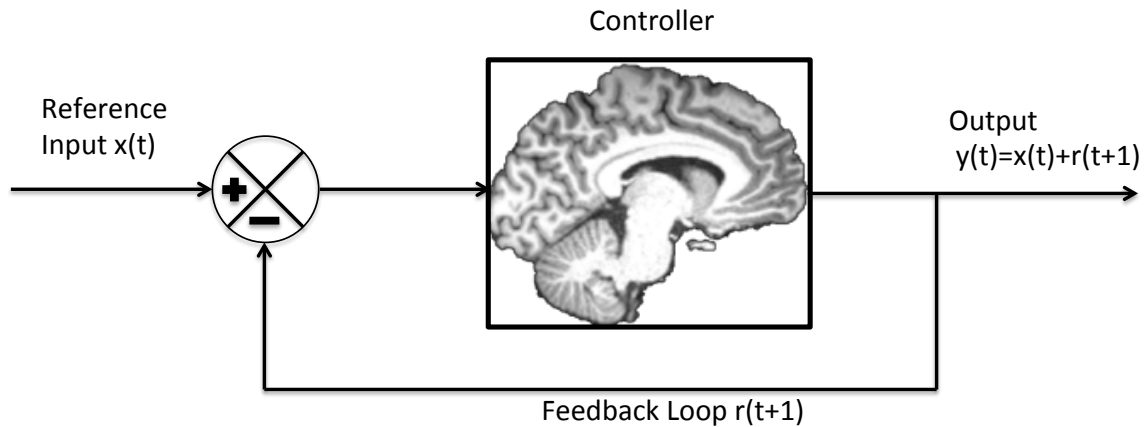 Controller
Reference
Input x(t)
+
−
Output
y(t)=x(t)+r(t+1)
Feedback Loop r(t+1)